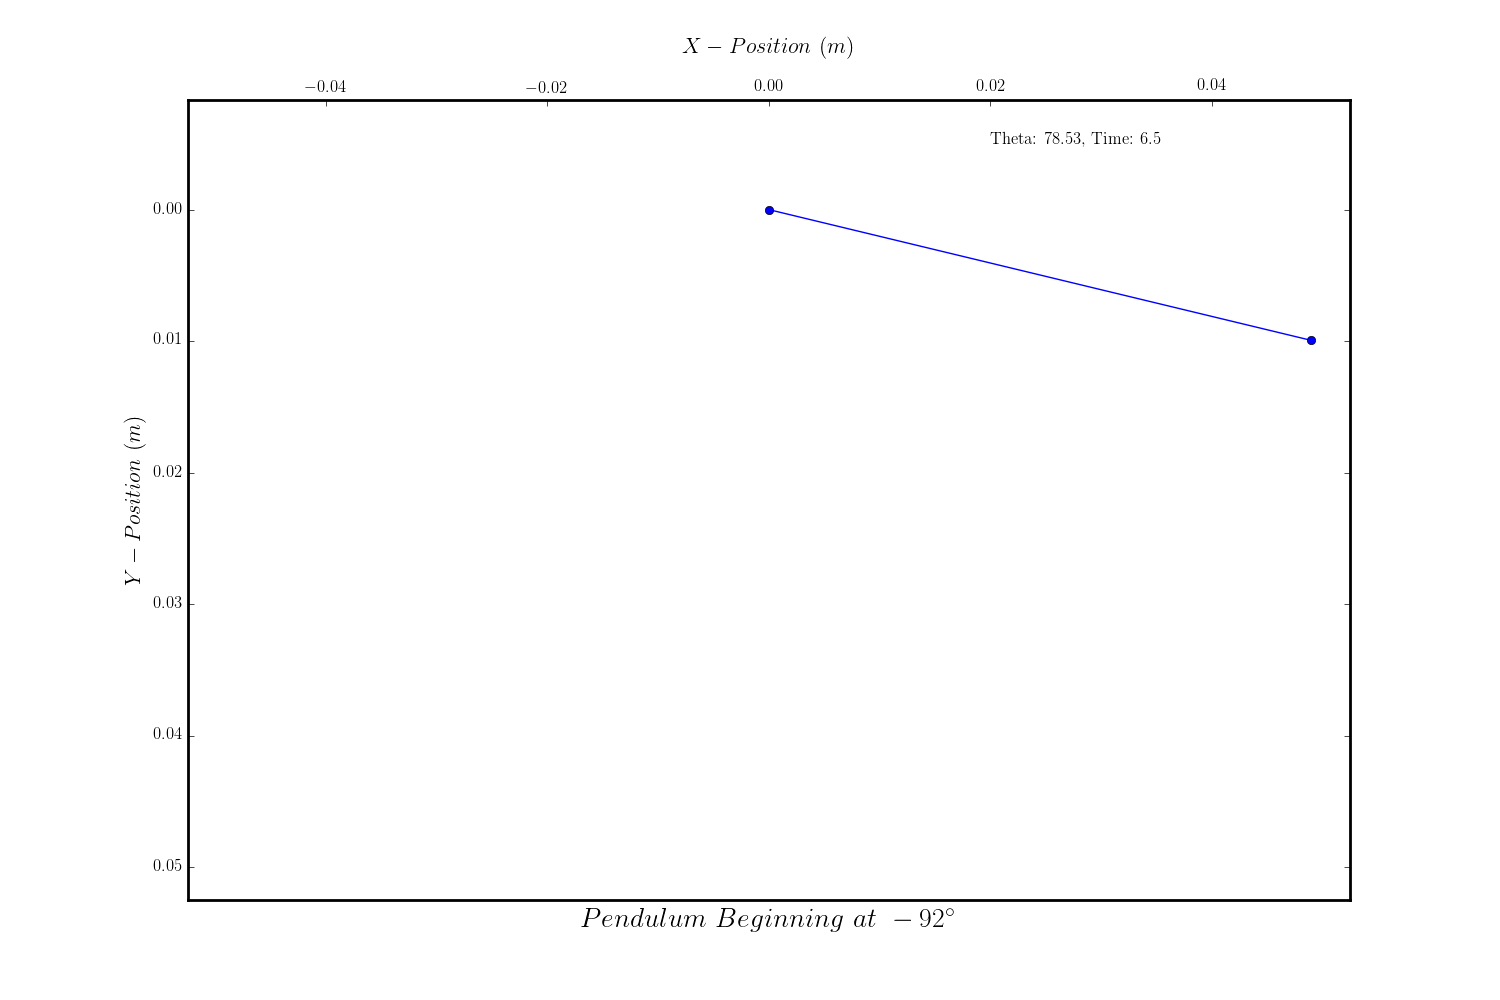 X − Position (m)
−0.04 −0.02 0.00 0.02 0.04
Theta: 78.53, Time: 6.5
0.00
0.01
0.02
0.03
0.04
0.05
Y − Position (m)
Pendulum Beginning at −92°